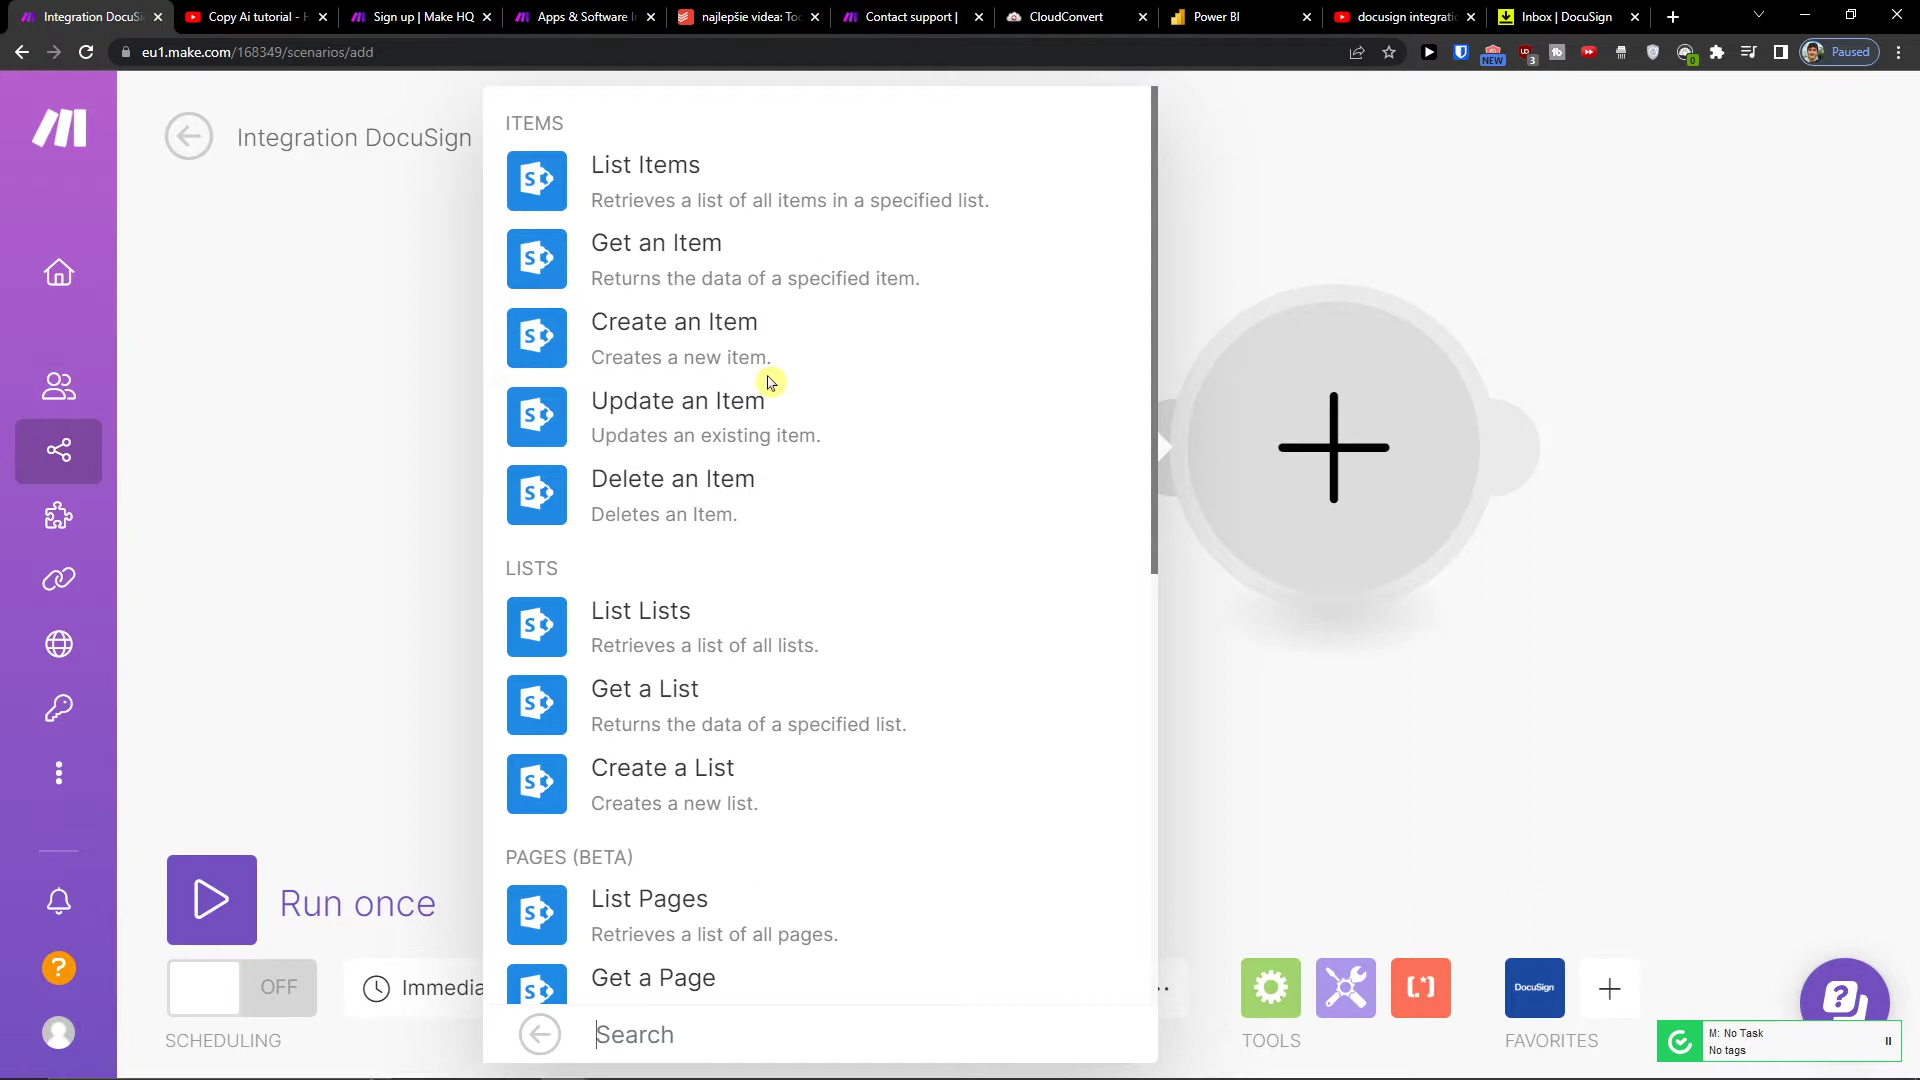 Integration DocuSi
Copy Ai tutorial - H
Sign up | Make HQ
Apps & Software I
najlepšie videa: To
Contact support |
CloudConvert
Power BI
docusign integrati
Inbox | DocuSign
eu1.make.com/168349/scenarios/add
NEW
3
0
Paused
Integration DocuSign
ITEMS
List Items
Retrieves a list of all items in a specified list.
Get an Item
Returns the data of a specified item.
Create an Item
Creates a new item.
Update an Item
Updates an existing item.
Delete an Item
Deletes an Item.
LISTS
List Lists
Retrieves a list of all lists.
Get a List
Returns the data of a specified list.
Create a List
Creates a new list.
PAGES (BETA)
List Pages
Retrieves a list of all pages.
Get a Page
Search
Run once
OFF
Immedia
SCHEDULING
TOOLS
DocuSign
FAVORITES
M: No Task
No tags